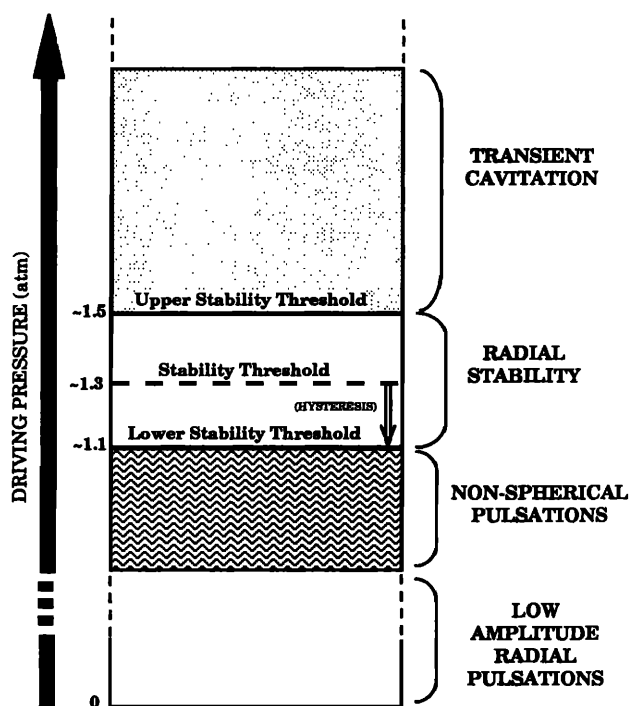 TRANSIENT
CAVITATION
Upper Stability Threshold
~1.5
Stability Threshold
RADIAL
STABILITY
~1.3
(HYSTERESIS)
Lower Stability Threshold
~1.1
NON-SPHERICAL
PULSATIONS
LOW
AMPLITUDE
RADIAL
PULSATIONS
0
DRIVING PRESSURE (atm)